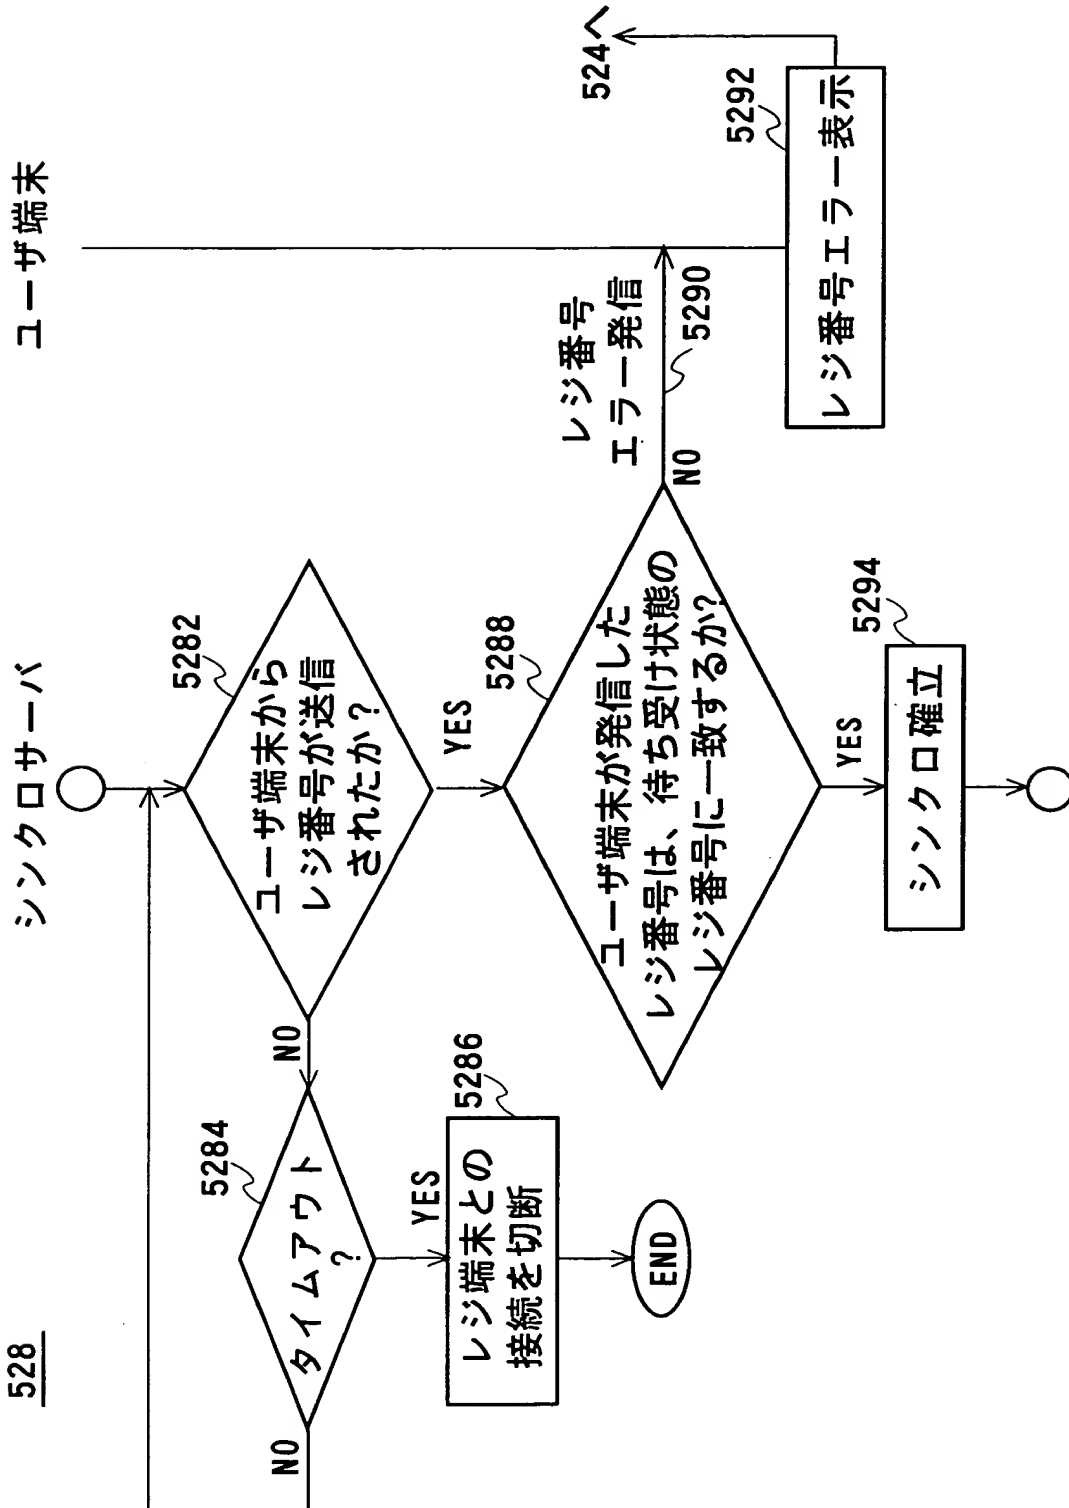 528
シンクロサーバ
ユーザ端末
5282
ユーザ端末から
レジ番号が送信
されたか？
NO
YES
5284
タイムアウト
？
NO
YES
5286
レジ端末との
接続を切断
END
5288
ユーザ端末が発信した
レジ番号は、待ち受け状態の
レジ番号に一致するか？
NO
YES
レジ番号
エラー発信
5290
5292
レジ番号エラー表示
524へ
5294
シンクロ確立